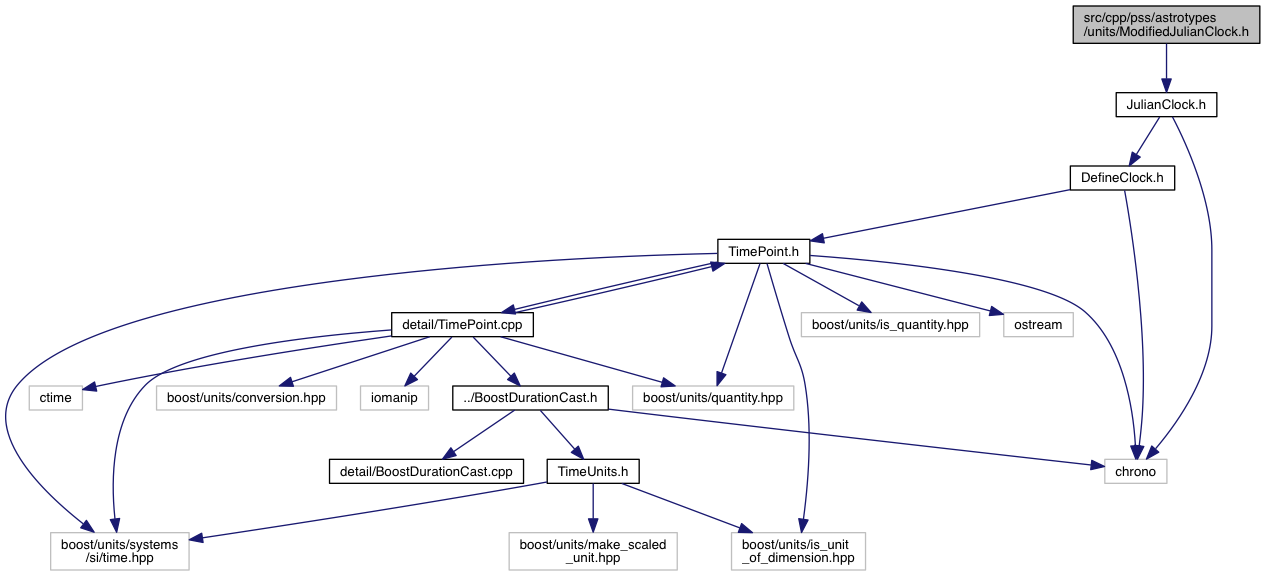 src/cpp/pss/astrotypes
/units/ModifiedJulianClock.h
JulianClock.h
DefineClock.h
TimePoint.h
detail/TimePoint.cpp
boost/units/is_quantity.hpp
ostream
ctime
boost/units/conversion.hpp
iomanip
../BoostDurationCast.h
boost/units/quantity.hpp
detail/BoostDurationCast.cpp
TimeUnits.h
chrono
boost/units/systems
/si/time.hpp
boost/units/make_scaled
_unit.hpp
boost/units/is_unit
_of_dimension.hpp